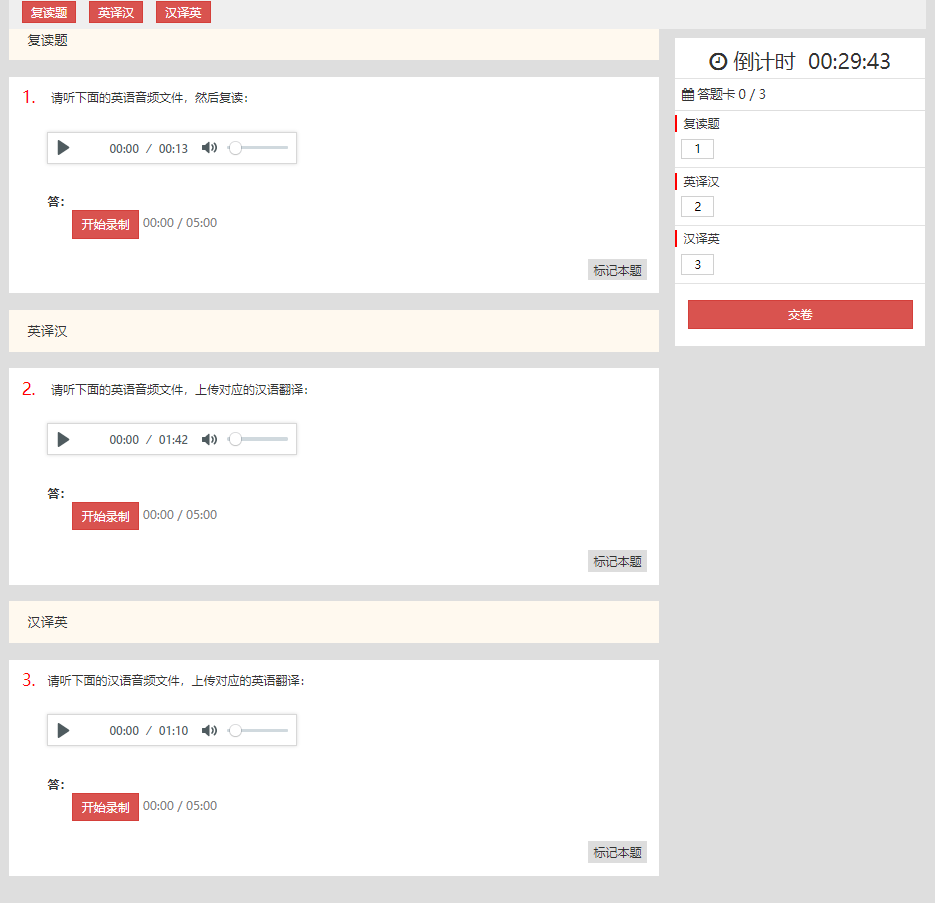 复读题 英译汉 汉译英
复读题
1. 请听下面的英语音频文件，然后复读：
00:00 / 00:13
答：
开始录制 00:00 / 05:00
标记本题
英译汉
2. 请听下面的英语音频文件，上传对应的汉语翻译：
00:00 / 01:42
答：
开始录制 00:00 / 05:00
标记本题
汉译英
3. 请听下面的汉语音频文件，上传对应的英语翻译：
00:00 / 01:10
答：
开始录制 00:00 / 05:00
标记本题
倒计时 00:29:43
答题卡 0 / 3
复读题
1
英译汉
2
汉译英
3
交卷